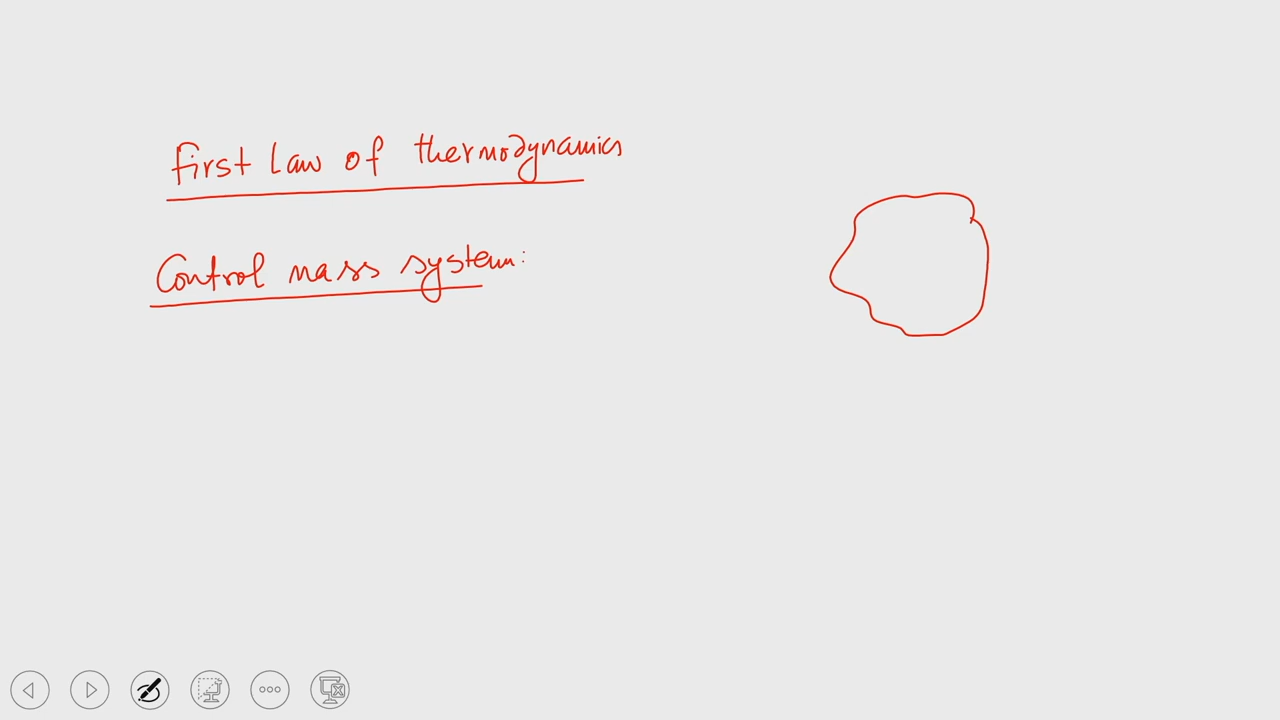 First Law of thermodynamics
Control mass system: